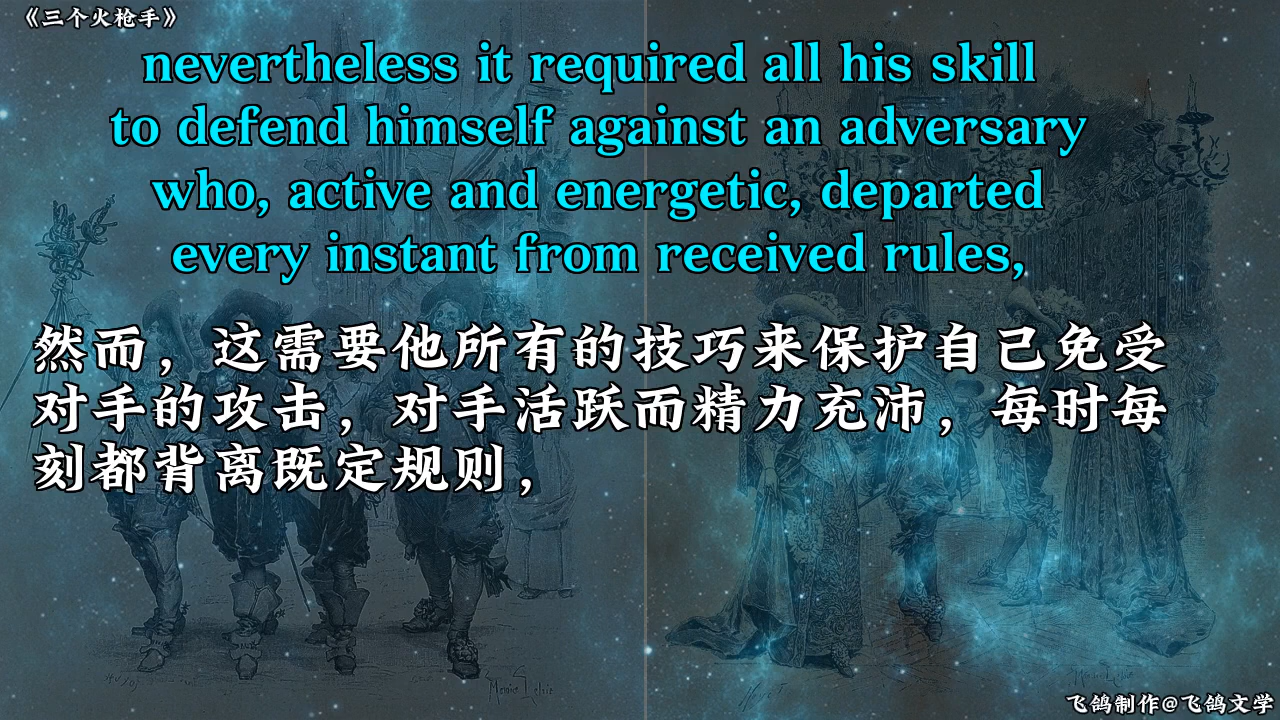 《三个火枪手》
nevertheless it required all his skill
to defend himself against an adversary
who, active and energetic, departed
every instant from received rules,
然而，这需要他所有的技巧来保护自己免受
对手的攻击，对手活跃而精力充沛，每时每
刻都背离既定规则，
飞鸽制作@飞鸽文学